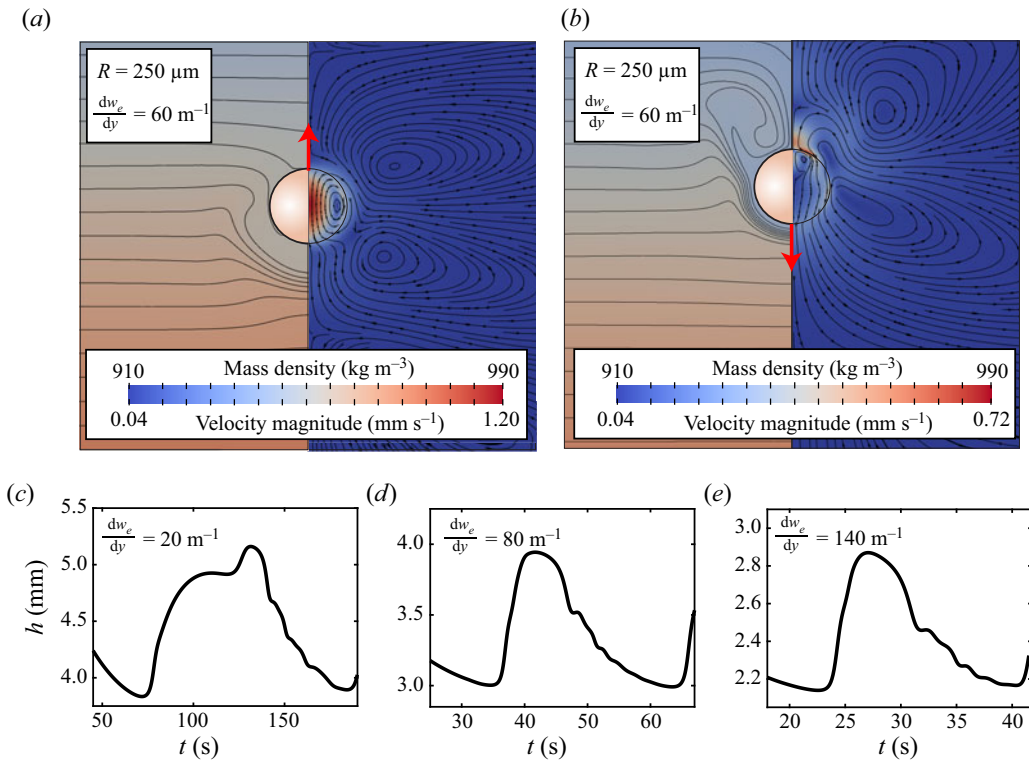 (a)
R = 250 µm
dw_e/dy = 60 m⁻¹
910 Mass density (kg m⁻³) 990
0.04 Velocity magnitude (mm s⁻¹) 1.20
(b)
R = 250 µm
dw_e/dy = 60 m⁻¹
910 Mass density (kg m⁻³) 990
0.04 Velocity magnitude (mm s⁻¹) 0.72
(c)
dw_e/dy = 20 m⁻¹
5.5
5.0
4.5
4.0
h (mm)
50 100 150
t (s)
(d)
dw_e/dy = 80 m⁻¹
4.0
3.5
3.0
30 40 50 60
t (s)
(e)
dw_e/dy = 140 m⁻¹
3.0
2.8
2.6
2.4
2.2
20 25 30 35 40
t (s)